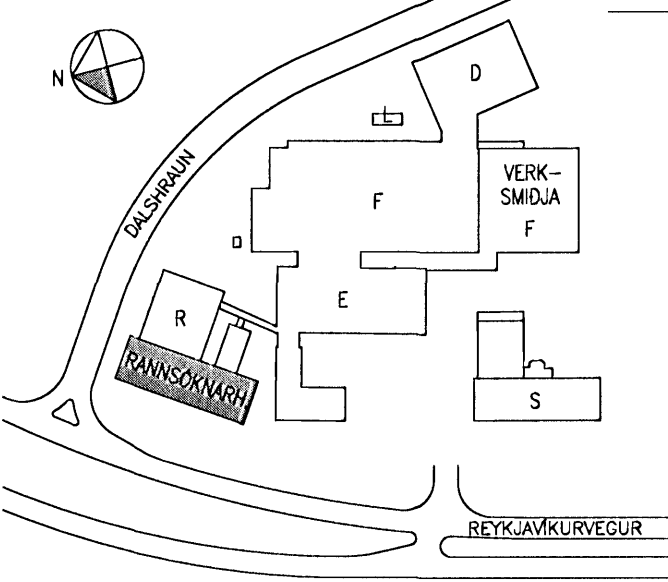 N
D
L
VERK-
SMIÐJA
F
F
DALSHRAUN
E
R
RANNSÓKNARH
S
REYKJAVÍKURVEGUR